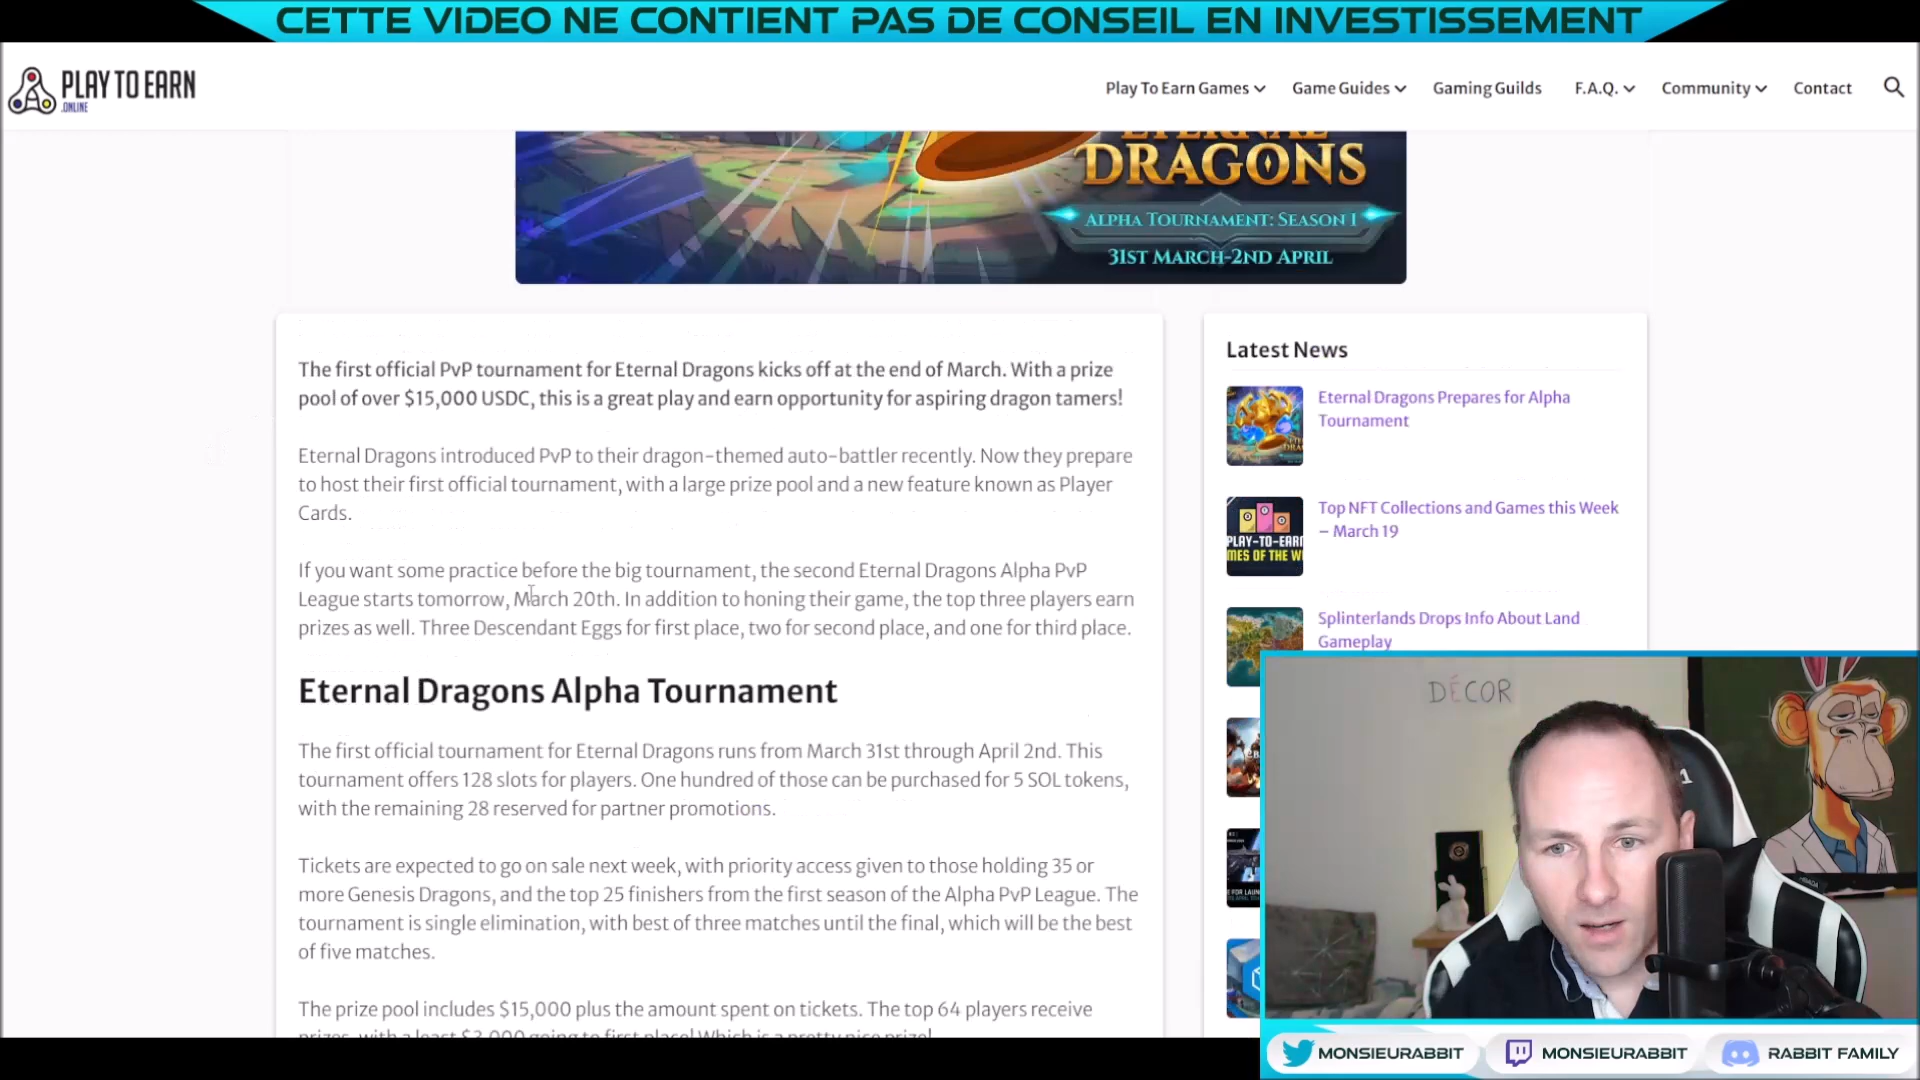 CETTE VIDEO NE CONTIENT PAS DE CONSEIL EN INVESTISSEMENT
PLAY TO EARN
.ONLINE
Play To Earn Games
Game Guides
Gaming Guilds
F.A.Q.
Community
Contact
ETERNAL
DRAGONS
ALPHA TOURNAMENT: SEASON I
31ST MARCH-2ND APRIL
The first official PvP tournament for Eternal Dragons kicks off at the end of March. With a prize
pool of over $15,000 USDC, this is a great play and earn opportunity for aspiring dragon tamers!
Eternal Dragons introduced PvP to their dragon-themed auto-battler recently. Now they prepare
to host their first official tournament, with a large prize pool and a new feature known as Player
Cards.
If you want some practice before the big tournament, the second Eternal Dragons Alpha PvP
League starts tomorrow, March 20th. In addition to honing their game, the top three players earn
prizes as well. Three Descendant Eggs for first place, two for second place, and one for third place.
Eternal Dragons Alpha Tournament
The first official tournament for Eternal Dragons runs from March 31st through April 2nd. This
tournament offers 128 slots for players. One hundred of those can be purchased for 5 SOL tokens,
with the remaining 28 reserved for partner promotions.
Tickets are expected to go on sale next week, with priority access given to those holding 35 or
more Genesis Dragons, and the top 25 finishers from the first season of the Alpha PvP League. The
tournament is single elimination, with best of three matches until the final, which will be the best
of five matches.
The prize pool includes $15,000 plus the amount spent on tickets. The top 64 players receive
prizes, with a least $3,000 going to first place! Which is a pretty nice prize!
Latest News
Eternal Dragons Prepares for Alpha
Tournament
PLAY-TO-EARN
MES OF THE W
Top NFT Collections and Games this Week
– March 19
Splinterlands Drops Info About Land
Gameplay
DÉCOR
1
MONSIEURABBIT
MONSIEURABBIT
RABBIT FAMILY